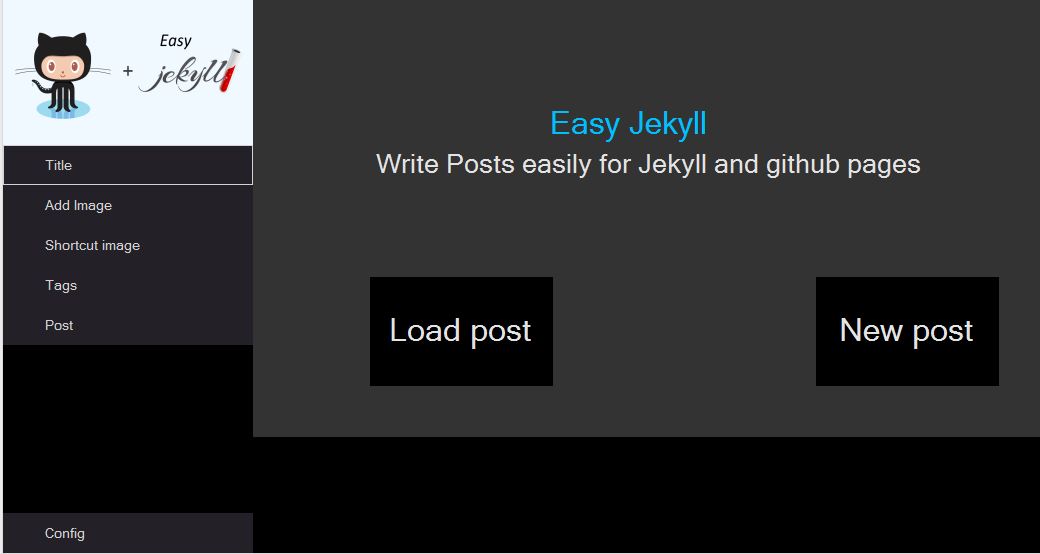 Easy
+ jekyll
Title
Add Image
Shortcut image
Tags
Post
Config
Easy Jekyll
Write Posts easily for Jekyll and github pages
Load post
New post